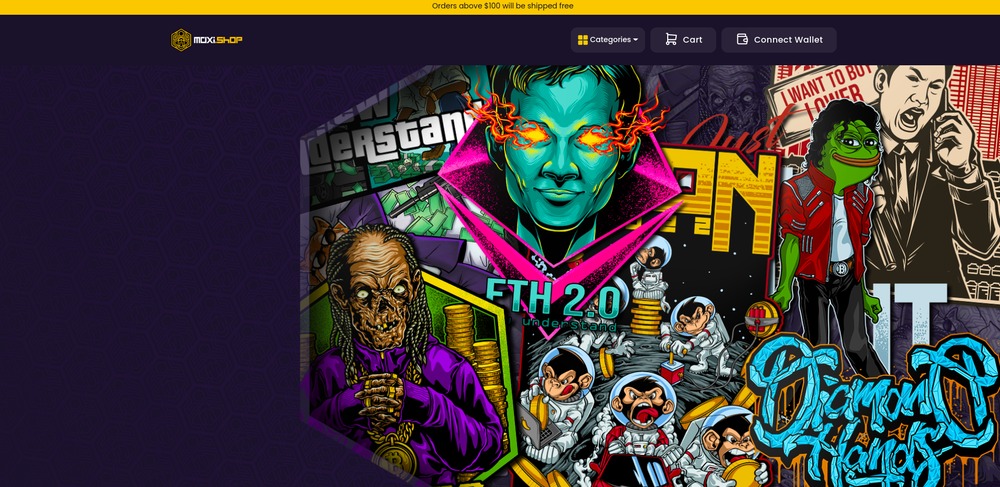 Orders above $100 will be shipped free
MOXI.SHOP
Categories
Cart
Connect Wallet
I WANT TO BUY
LOWER
Just
ETH 2.0
understand
IT
Diamond
Hands